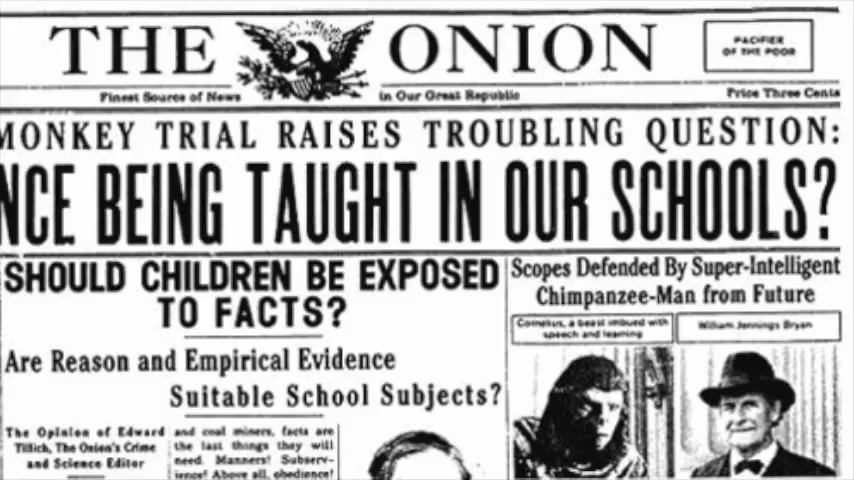 THE ONION
PACIFIER
OF THE POOR
Finest Source of News in Our Great Republic Price Three Cents
MONKEY TRIAL RAISES TROUBLING QUESTION:
NCE BEING TAUGHT IN OUR SCHOOLS?
SHOULD CHILDREN BE EXPOSED
TO FACTS?
Are Reason and Empirical Evidence
Suitable School Subjects?
The Opinion of Edward
Tillich, The Onion's Crime
and Science Editor
and coal miners, facts are
the last things they will
need. Manners! Subserv-
ience! Above all, obedience!
Scopes Defended By Super-Intelligent
Chimpanzee-Man from Future
Cornelius, a beast imbued with
speech and learning
William Jennings Bryan